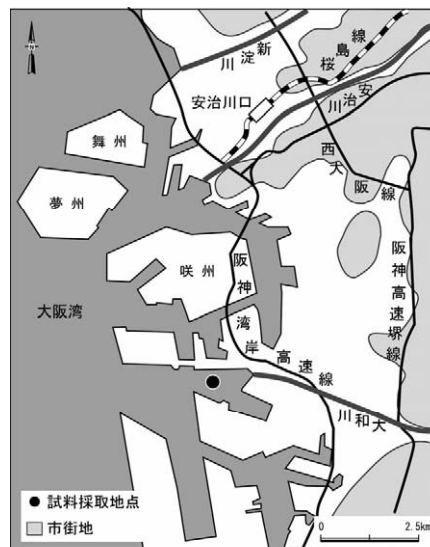 N
新淀川
桜島線
安治川口
安治川
舞州
西大阪線
夢州
阪神高速堺線
咲州
阪神湾岸高速線
大阪湾
大和川
試料採取地点
市街地
0 2.5km